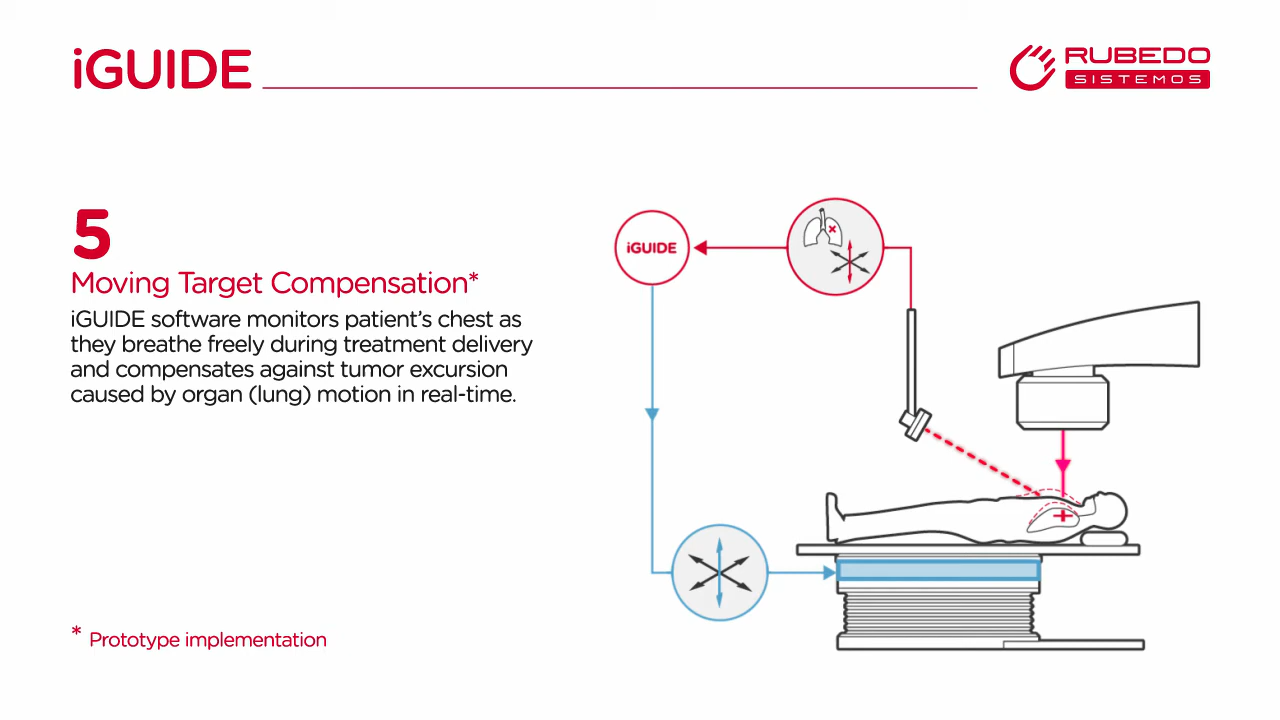 iGUIDE
RUBEDO
SISTEMOS
5
Moving Target Compensation*
iGUIDE software monitors patient’s chest as
they breathe freely during treatment delivery
and compensates against tumor excursion
caused by organ (lung) motion in real-time.
iGUIDE
* Prototype implementation